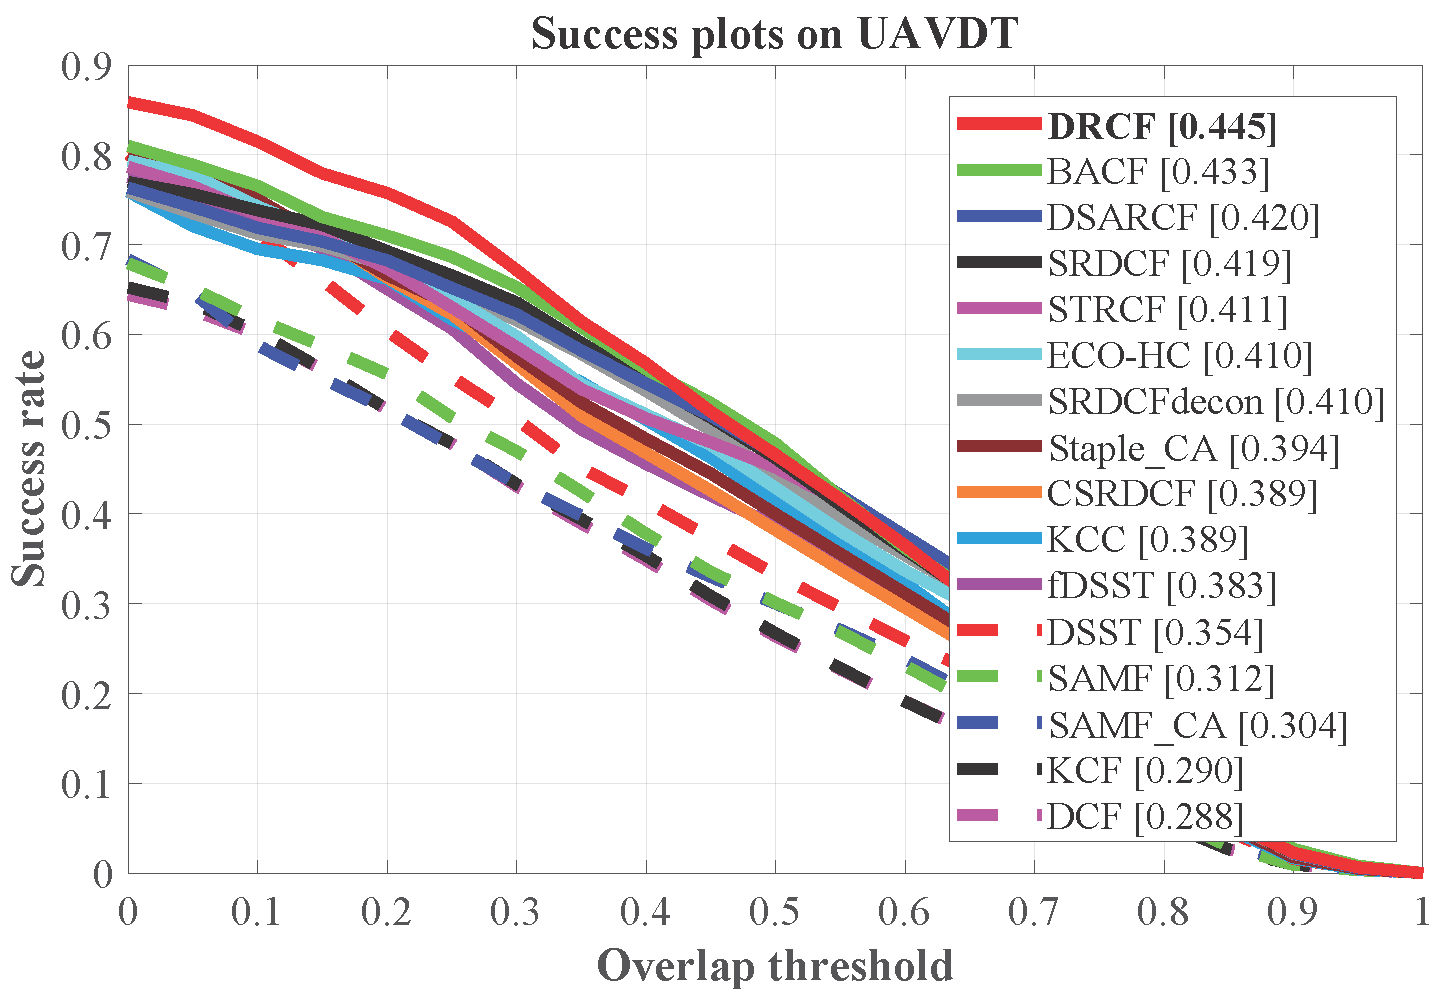 Success plots on UAVDT
0.9
0.8
0.7
0.6
0.5
0.4
0.3
0.2
0.1
0
Success rate
DRCF [0.445]
BACF [0.433]
DSARCF [0.420]
SRDCF [0.419]
STRCF [0.411]
ECO-HC [0.410]
SRDCFdecon [0.410]
Staple_CA [0.394]
CSRDCF [0.389]
KCC [0.389]
fDSST [0.383]
DSST [0.354]
SAMF [0.312]
SAMF_CA [0.304]
KCF [0.290]
DCF [0.288]
0 0.1 0.2 0.3 0.4 0.5 0.6 0.7 0.8 0.9 1
Overlap threshold